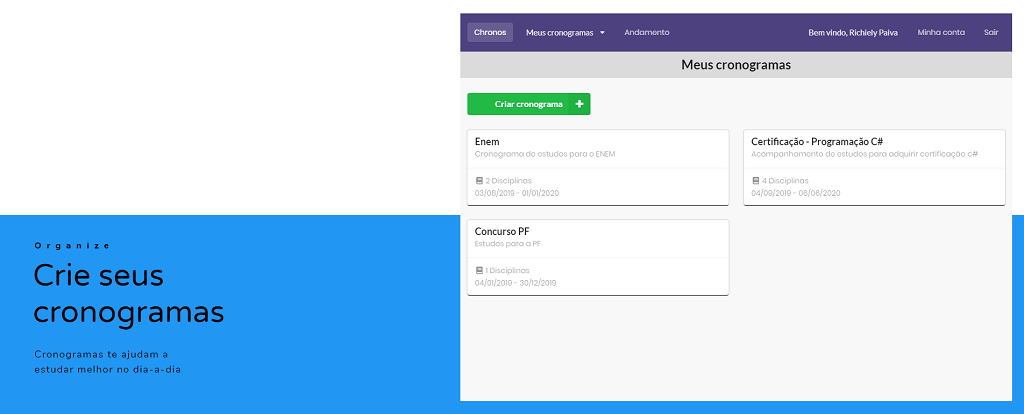 Chronos
Meus cronogramas
Andamento
Bem vindo, Richiely Paiva
Minha conta
Sair
Meus cronogramas
Criar cronograma
Enem
Cronograma de estudos para o ENEM
2 Disciplinas
03/08/2019 - 01/01/2020
Certificação - Programação C#
Acompanhamento de estudos para adquirir certificação c#
4 Disciplinas
04/09/2019 - 06/06/2020
Concurso PF
Estudos para a PF
1 Disciplinas
04/01/2019 - 30/12/2019
Organize
Crie seus
cronogramas
Cronogramas te ajudam a
estudar melhor no dia-a-dia